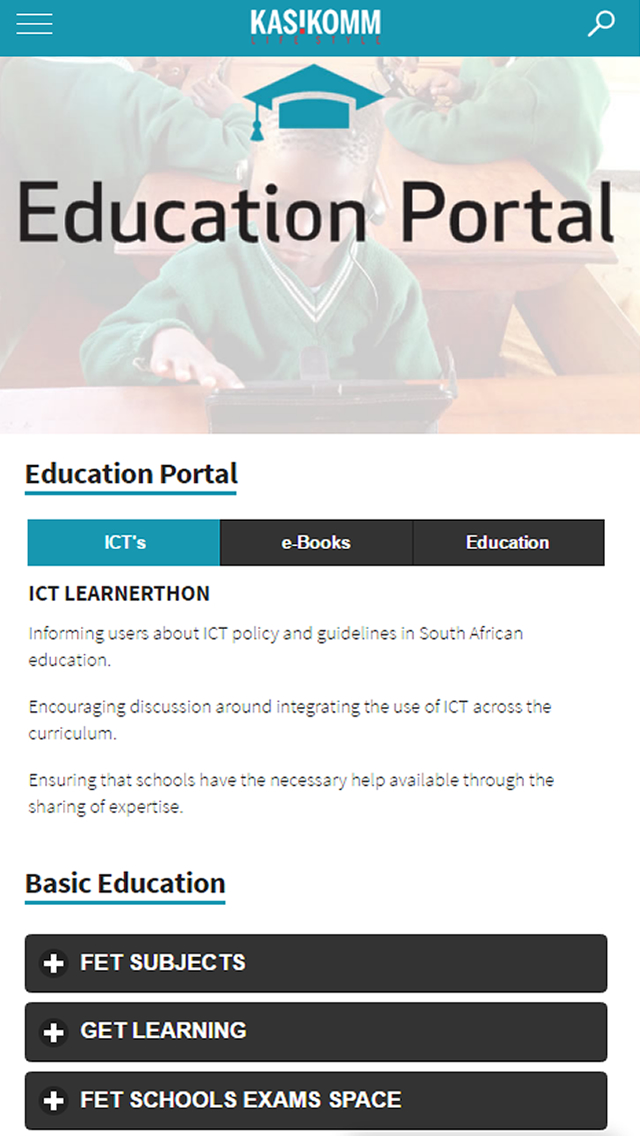 KASIKOMM
LIFESTYLE
Education Portal
Education Portal
ICT's
e-Books
Education
ICT LEARNERTHON
Informing users about ICT policy and guidelines in South African
education.
Encouraging discussion around integrating the use of ICT across the
curriculum.
Ensuring that schools have the necessary help available through the
sharing of expertise.
Basic Education
FET SUBJECTS
GET LEARNING
FET SCHOOLS EXAMS SPACE